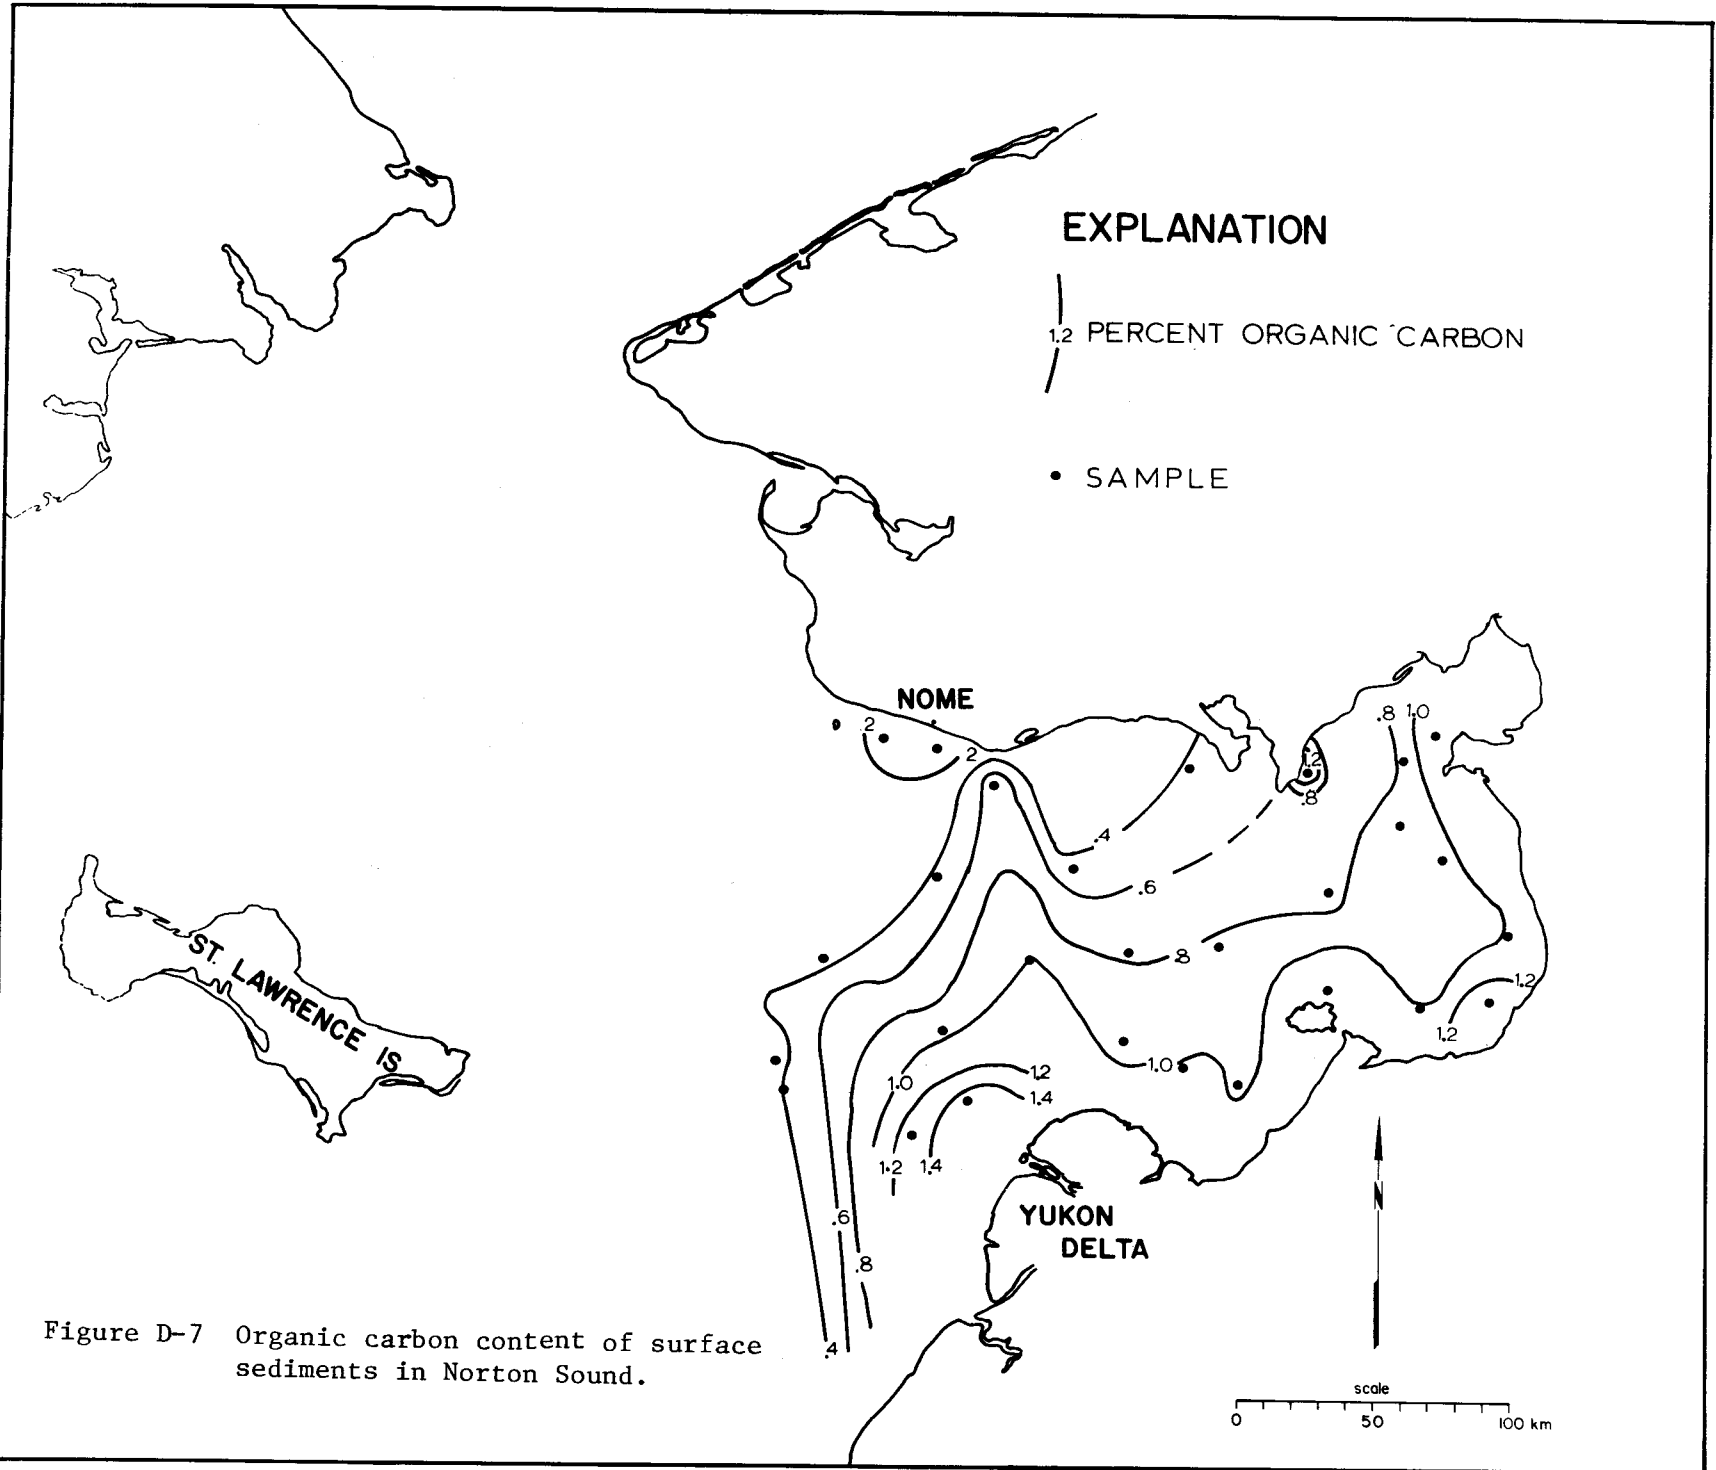 EXPLANATION
1.2 PERCENT ORGANIC CARBON
SAMPLE
NOME
.2
.2
.8
1.0
1.2
.8
.4
.6
.8
1.2
1.2
1.0
1.0
1.2
1.4
1.2
1.4
.6
.8
.4
ST. LAWRENCE IS
YUKON
DELTA
N
Figure D-7 Organic carbon content of surface
sediments in Norton Sound.
scale
0 50 100 km